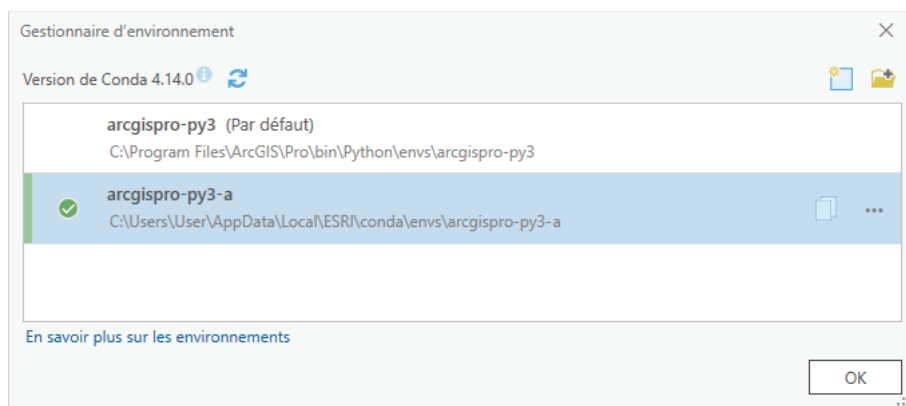 Gestionnaire d'environnement
Version de Conda 4.14.0
arcgispro-py3 (Par défaut)
C:\Program Files\ArcGIS\Pro\bin\Python\envs\arcgispro-py3
arcgispro-py3-a
C:\Users\User\AppData\Local\ESRI\conda\envs\arcgispro-py3-a
En savoir plus sur les environnements
OK